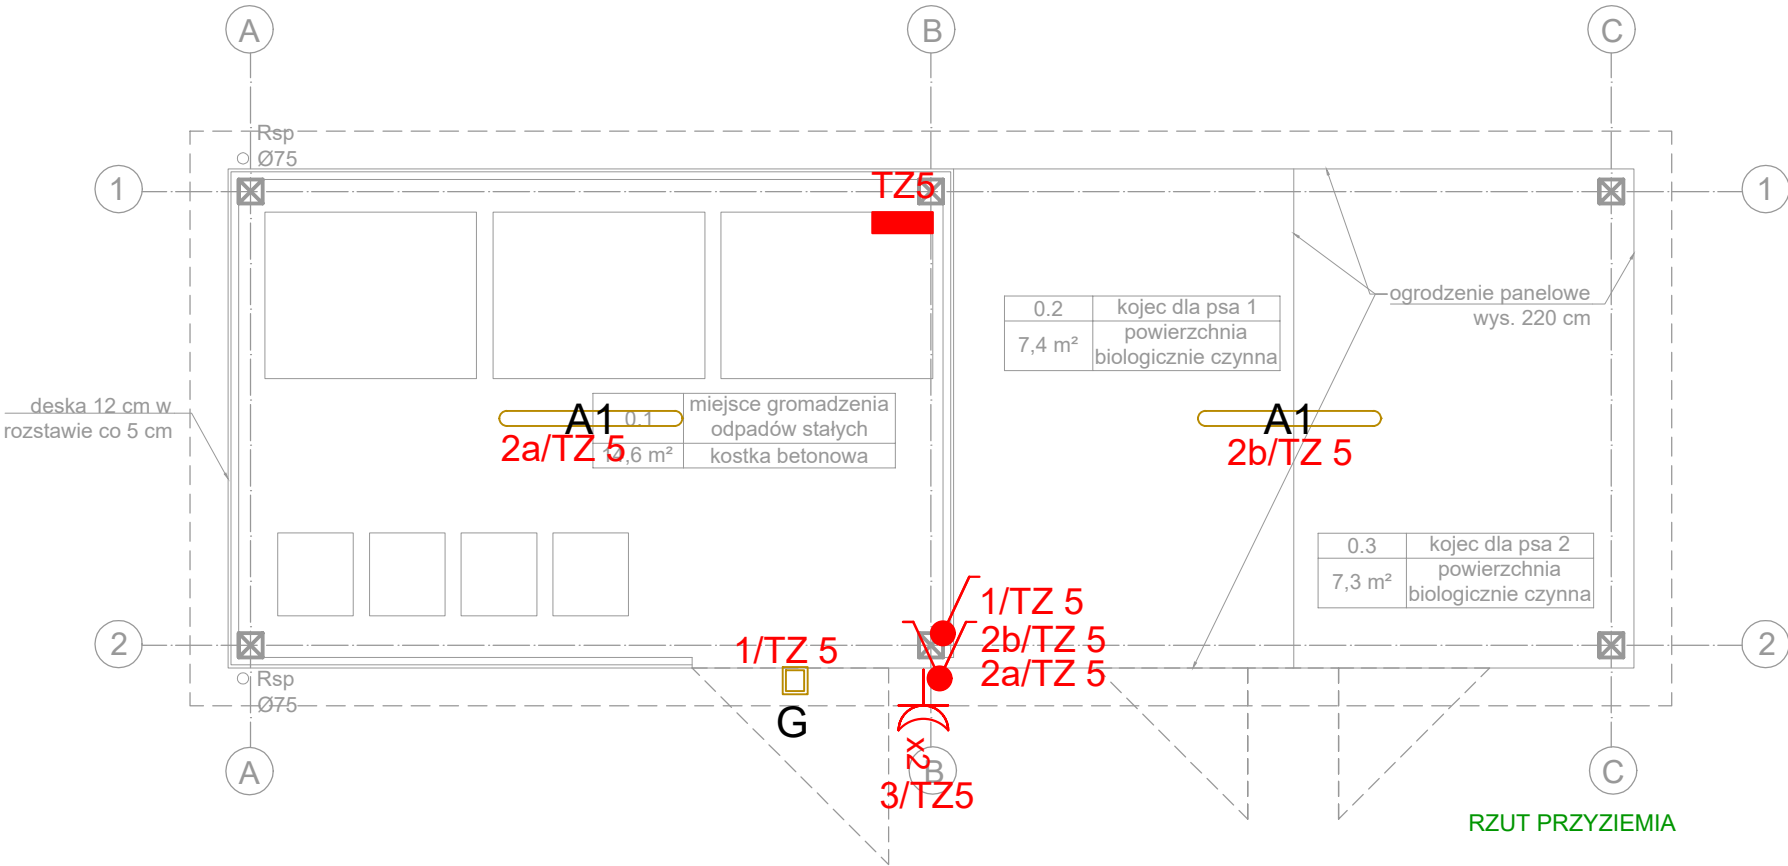 A
B
C
Rsp
Ø75
1
TZ5
1
0.2
kojec dla psa 1
7,4 m²
powierzchnia
biologicznie czynna
ogrodzenie panelowe
wys. 220 cm
deska 12 cm w
rozstawie co 5 cm
A1
0.1
miejsce gromadzenia
odpadów stałych
2a/TZ 5
14,6 m²
kostka betonowa
A1
2b/TZ 5
0.3
kojec dla psa 2
7,3 m²
powierzchnia
biologicznie czynna
1/TZ 5
2b/TZ 5
2a/TZ 5
2
1/TZ 5
2
Rsp
Ø75
G
x2
A
B
C
3/TZ5
RZUT PRZYZIEMIA